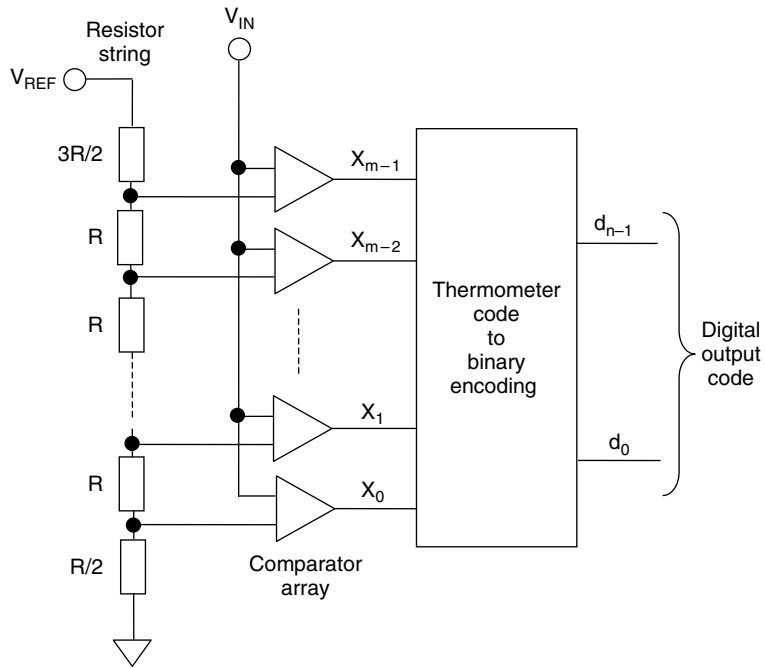 Resistor
string
V_IN
V_REF
3R/2
R
R
R
R/2
X_m–1
X_m–2
X_1
X_0
Comparator
array
Thermometer
code
to
binary
encoding
d_n–1
d_0
Digital
output
code